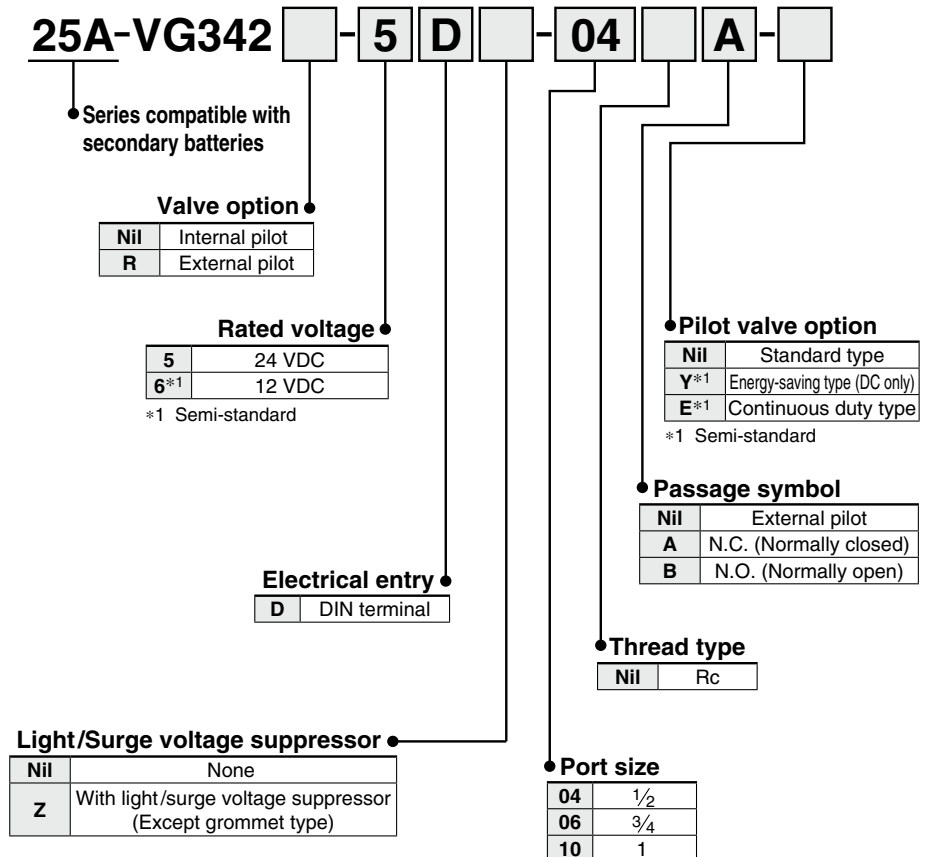 25A-VG342 - 5 D - 04 A -
Series compatible with
secondary batteries
Valve option
Nil Internal pilot
R External pilot
Rated voltage
5 24 VDC
6*1 12 VDC
*1 Semi-standard
Pilot valve option
Nil Standard type
Y*1 Energy-saving type (DC only)
E*1 Continuous duty type
*1 Semi-standard
Passage symbol
Nil External pilot
A N.C. (Normally closed)
B N.O. (Normally open)
Electrical entry
D DIN terminal
Thread type
Nil Rc
Light/Surge voltage suppressor
Nil None
Z With light/surge voltage suppressor
(Except grommet type)
Port size
04 1/2
06 3/4
10 1